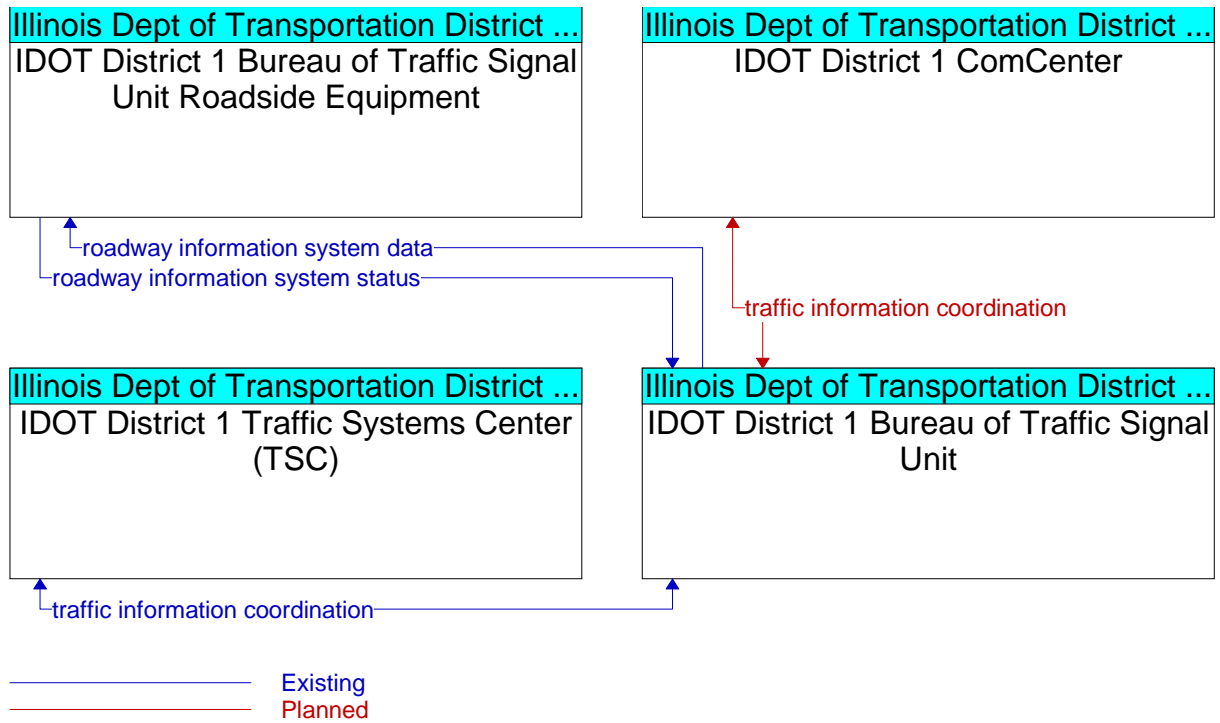 Illinois Dept of Transportation District ...
IDOT District 1 Bureau of Traffic Signal
Unit Roadside Equipment
Illinois Dept of Transportation District ...
IDOT District 1 ComCenter
roadway information system data
roadway information system status
traffic information coordination
Illinois Dept of Transportation District ...
IDOT District 1 Traffic Systems Center
(TSC)
Illinois Dept of Transportation District ...
IDOT District 1 Bureau of Traffic Signal
Unit
traffic information coordination
Existing
Planned